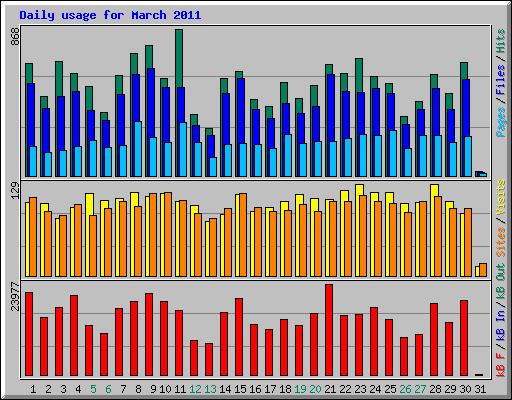 Daily usage for March 2011
868
Pages / Files / Hits
129
Sites / Visits
23977
kB F / kB In / kB Out
1 2 3 4 5 6 7 8 9 10 11 12 13 14 15 16 17 18 19 20 21 22 23 24 25 26 27 28 29 30 31